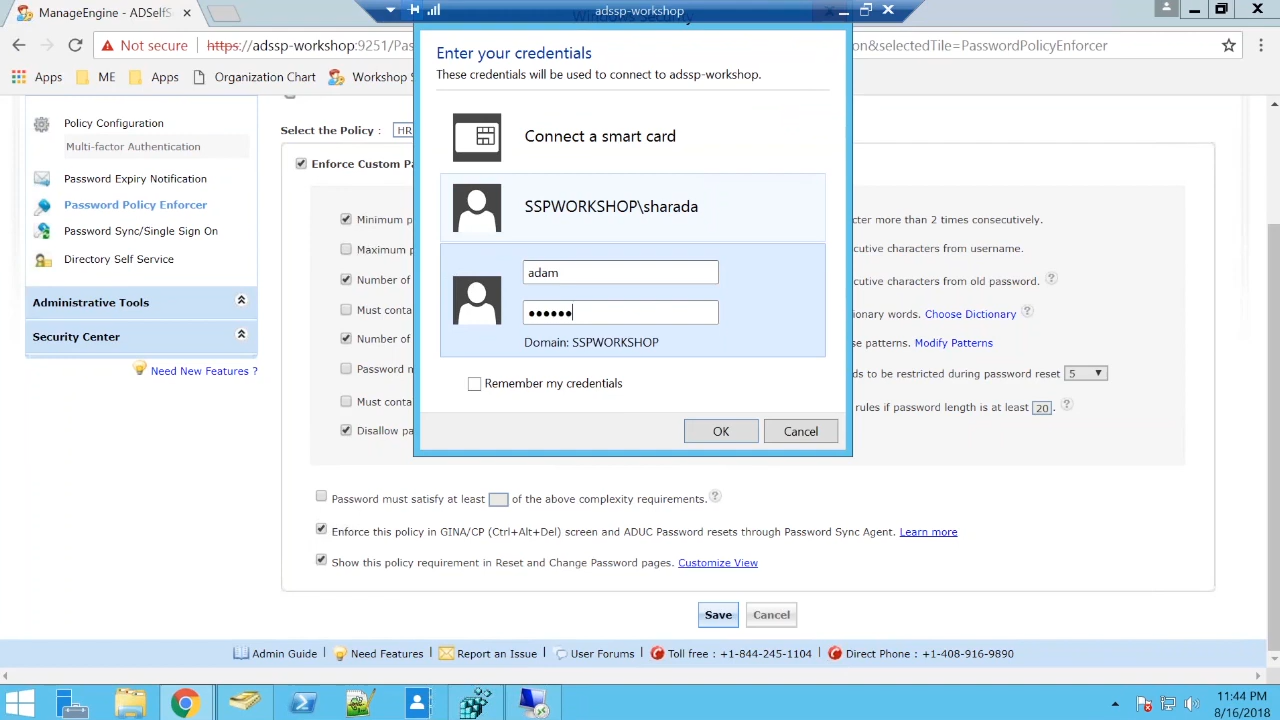 ManageEngine - ADSelfS
adssp-workshop
Not secure
https://adssp-workshop:9251/Pas
on&selectedTile=PasswordPolicyEnforcer
Apps
ME
Apps
Organization Chart
Workshop S
Enter your credentials
These credentials will be used to connect to adssp-workshop.
Connect a smart card
SSPWORKSHOP\sharada
adam
••••••
Domain: SSPWORKSHOP
Remember my credentials
OK
Cancel
Policy Configuration
Multi-factor Authentication
Password Expiry Notification
Password Policy Enforcer
Password Sync/Single Sign On
Directory Self Service
Administrative Tools
Security Center
Need New Features ?
Select the Policy :
HR
Enforce Custom Pa
Minimum p
Maximum p
Number of
Must conta
Number of
Password m
Must conta
Disallow pa
cter more than 2 times consecutively.
cutive characters from username.
cutive characters from old password. ?
onary words. Choose Dictionary ?
se patterns. Modify Patterns
ds to be restricted during password reset 5
rules if password length is at least 20 . ?
Password must satisfy at least of the above complexity requirements. ?
Enforce this policy in GINA/CP (Ctrl+Alt+Del) screen and ADUC Password resets through Password Sync Agent. Learn more
Show this policy requirement in Reset and Change Password pages. Customize View
Save
Cancel
Admin Guide | Need Features | Report an Issue | User Forums | Toll free : +1-844-245-1104 | Direct Phone : +1-408-916-9890
11:44 PM
8/16/2018